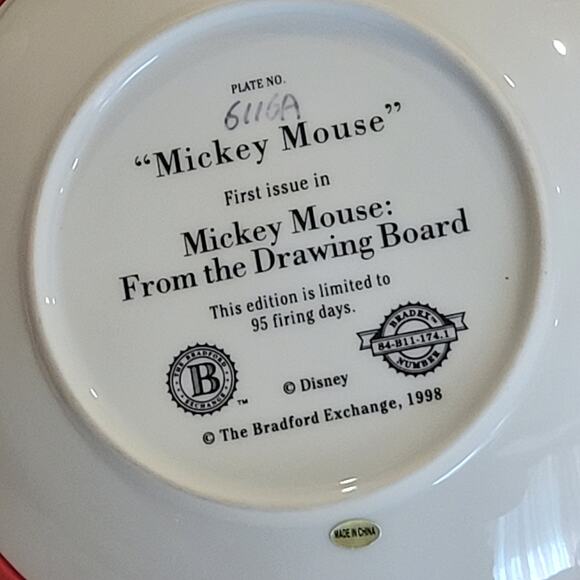 PLATE NO.
6116A
“Mickey Mouse”
First issue in
Mickey Mouse:
From the Drawing Board
This edition is limited to
95 firing days.
THE BRADFORD
B
EXCHANGE
TM
© Disney
BRADEX™
84-B11-174.1
NUMBER
© The Bradford Exchange, 1998
MADE IN CHINA